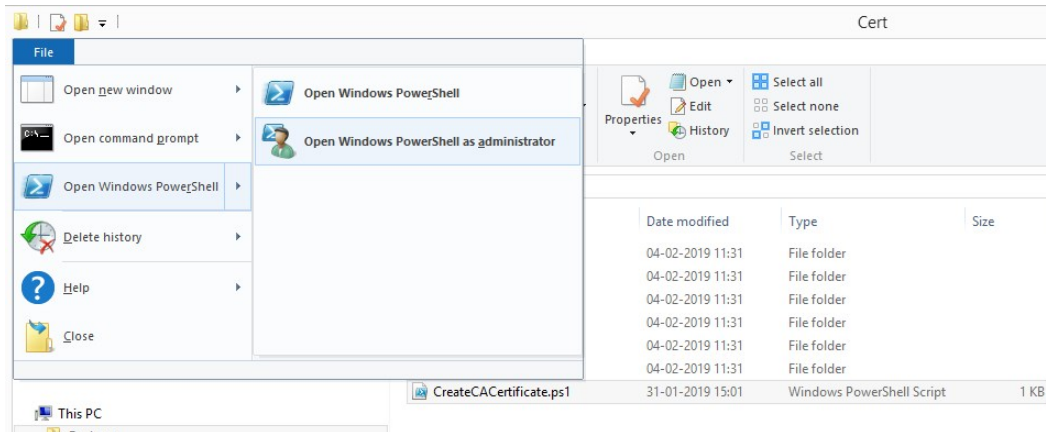 Cert
File
Open new window
Open Windows PowerShell
Open command prompt
Open Windows PowerShell as administrator
Open Windows PowerShell
Delete history
Help
Close
Properties
Open
Edit
History
Open
Select all
Select none
Invert selection
Select
Date modified Type Size
04-02-2019 11:31 File folder
04-02-2019 11:31 File folder
04-02-2019 11:31 File folder
04-02-2019 11:31 File folder
04-02-2019 11:31 File folder
04-02-2019 11:31 File folder
CreateCACertificate.ps1 31-01-2019 15:01 Windows PowerShell Script 1 KB
This PC